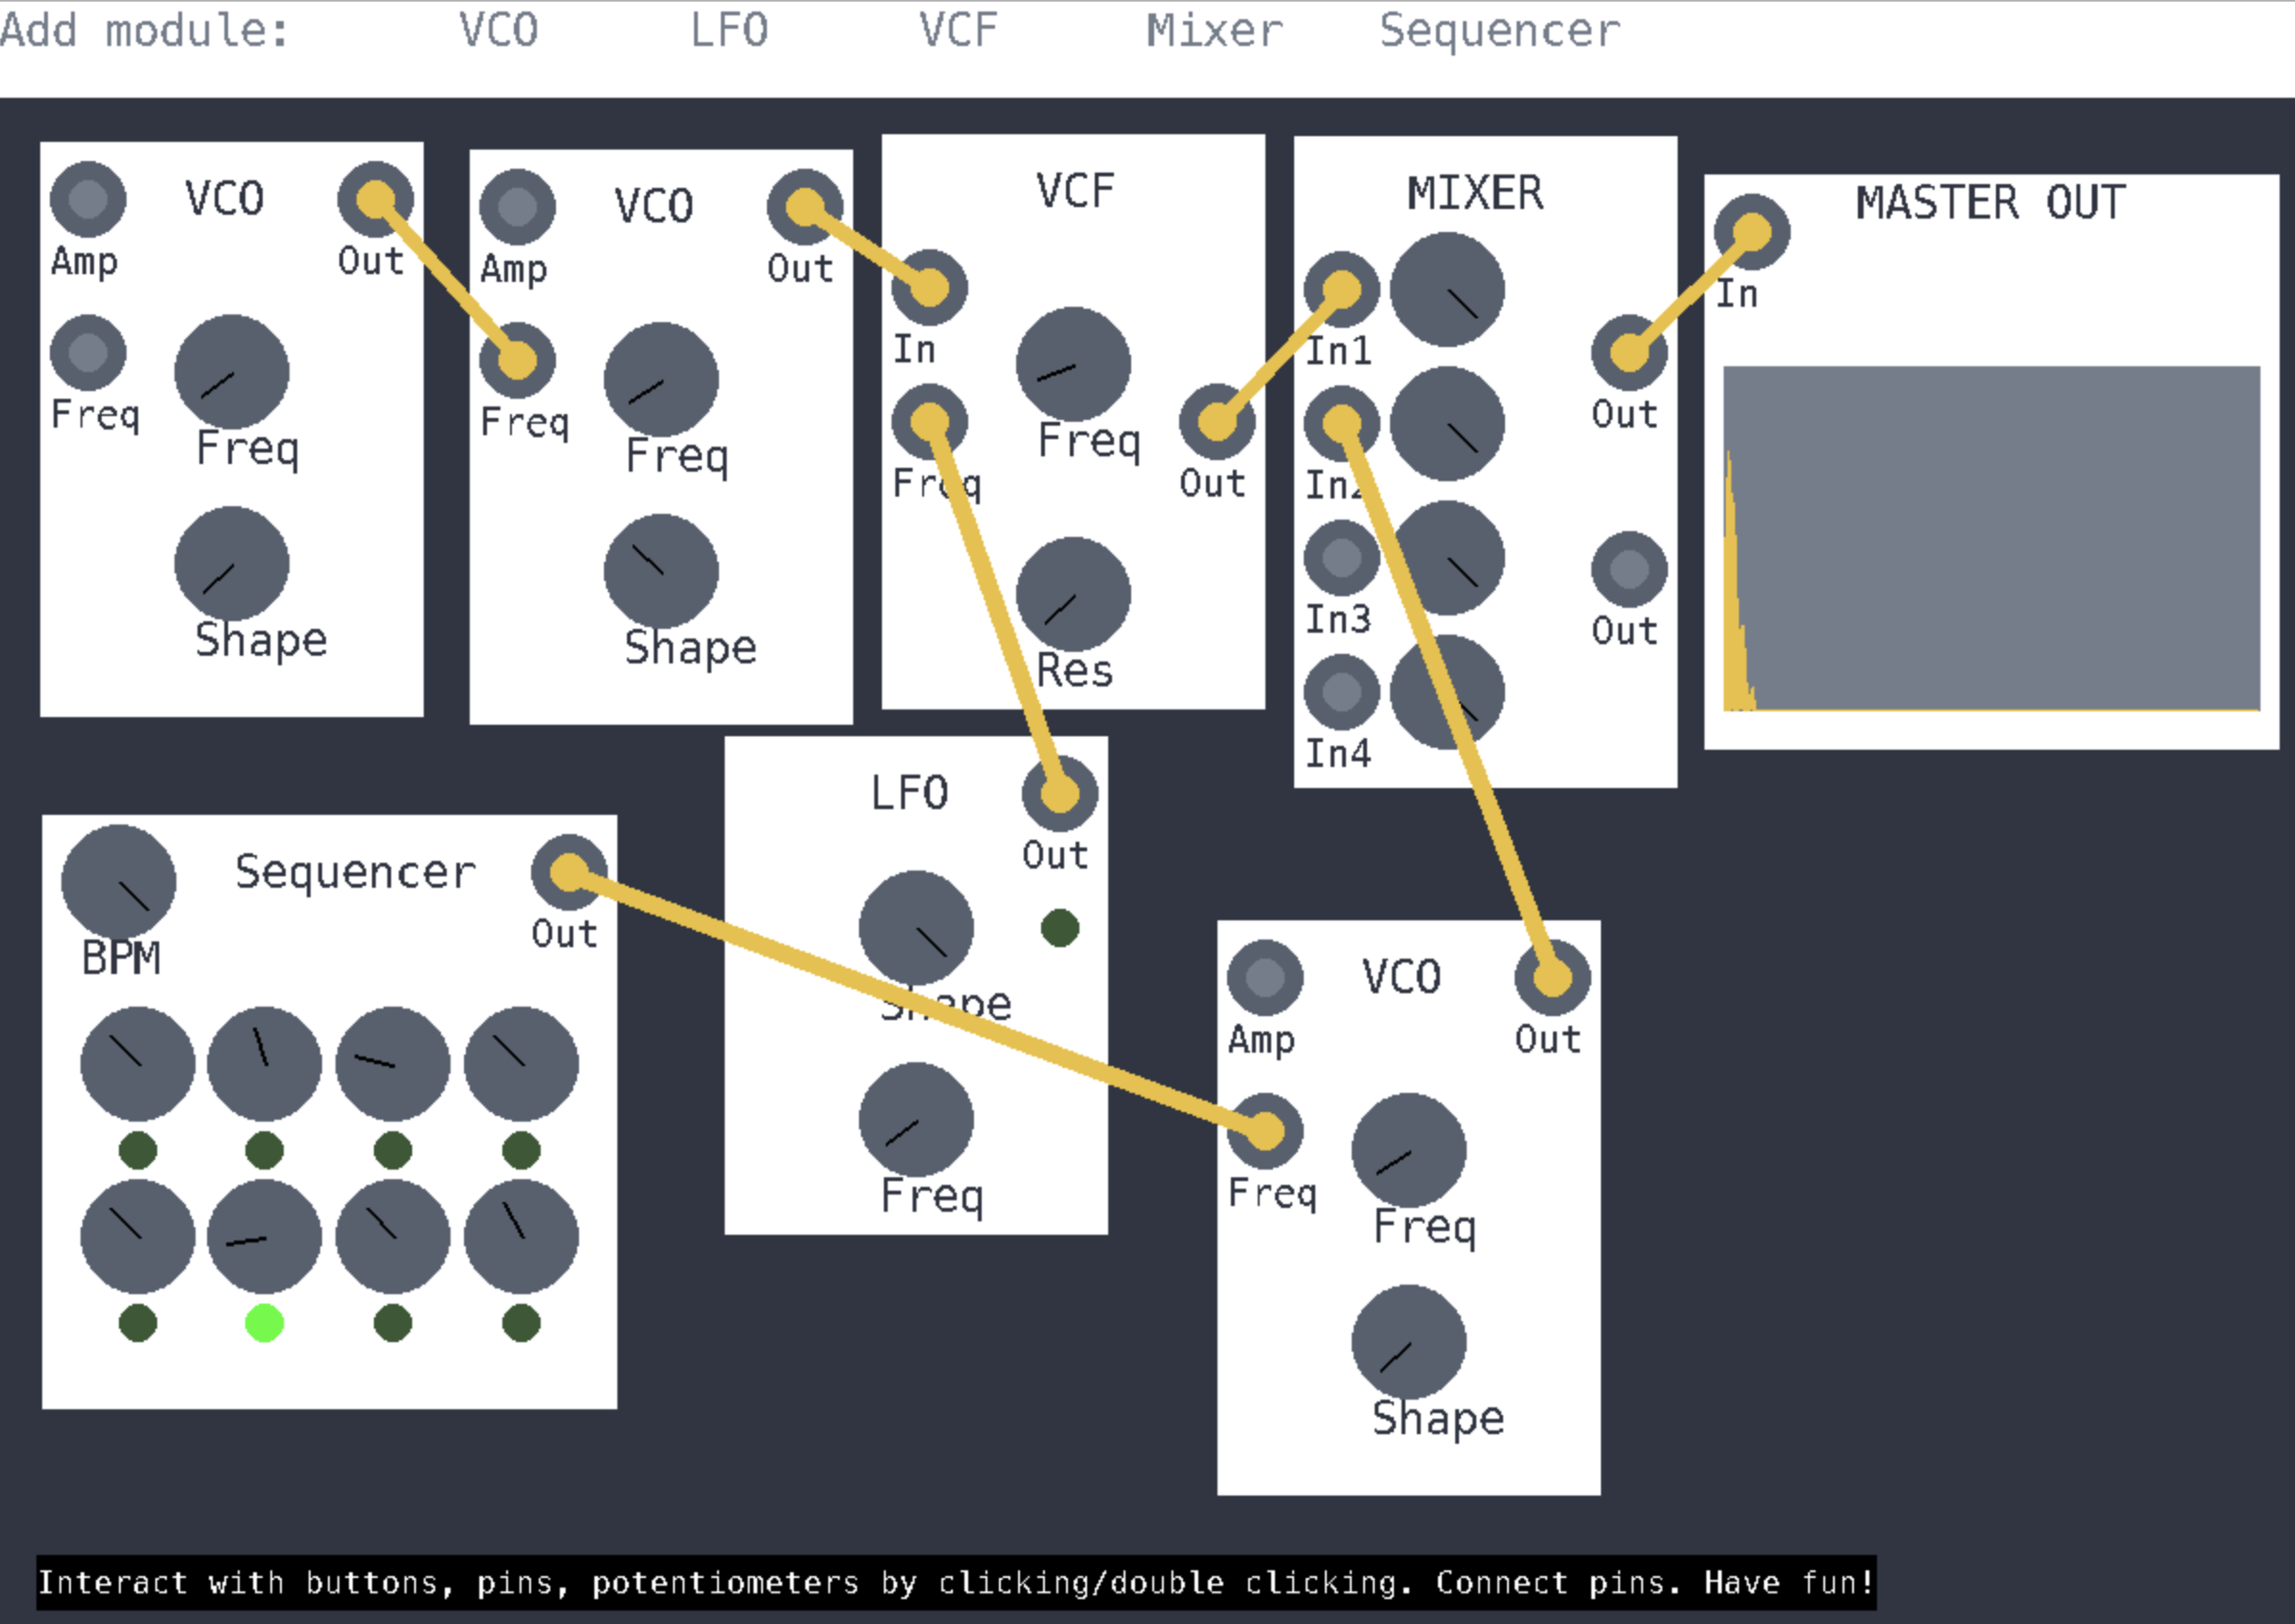 Add module: VCO LFO VCF Mixer Sequencer
VCO
Amp
Out
Freq
Freq
Shape
VCO
Amp
Out
Freq
Freq
Shape
VCF
In
Freq
Freq
Out
Res
MIXER
In1
In2
In3
In4
Out
Out
MASTER OUT
In
Sequencer
BPM
Out
LFO
Out
Shape
Freq
VCO
Amp
Out
Freq
Freq
Shape
Interact with buttons, pins, potentiometers by clicking/double clicking. Connect pins. Have fun!